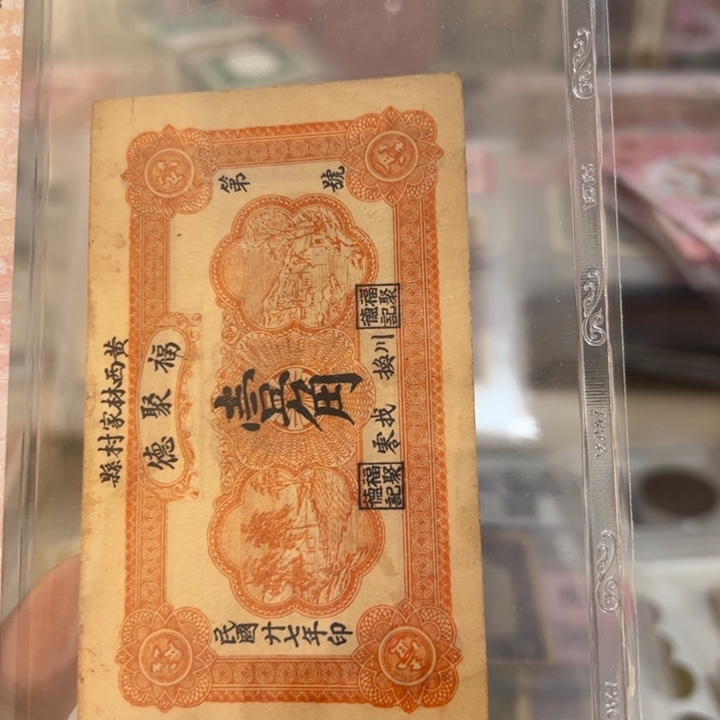 黄西林家村縣
福聚德
第 號
壹角
福聚德記
川換
零找
福聚德記
民國廿七年印